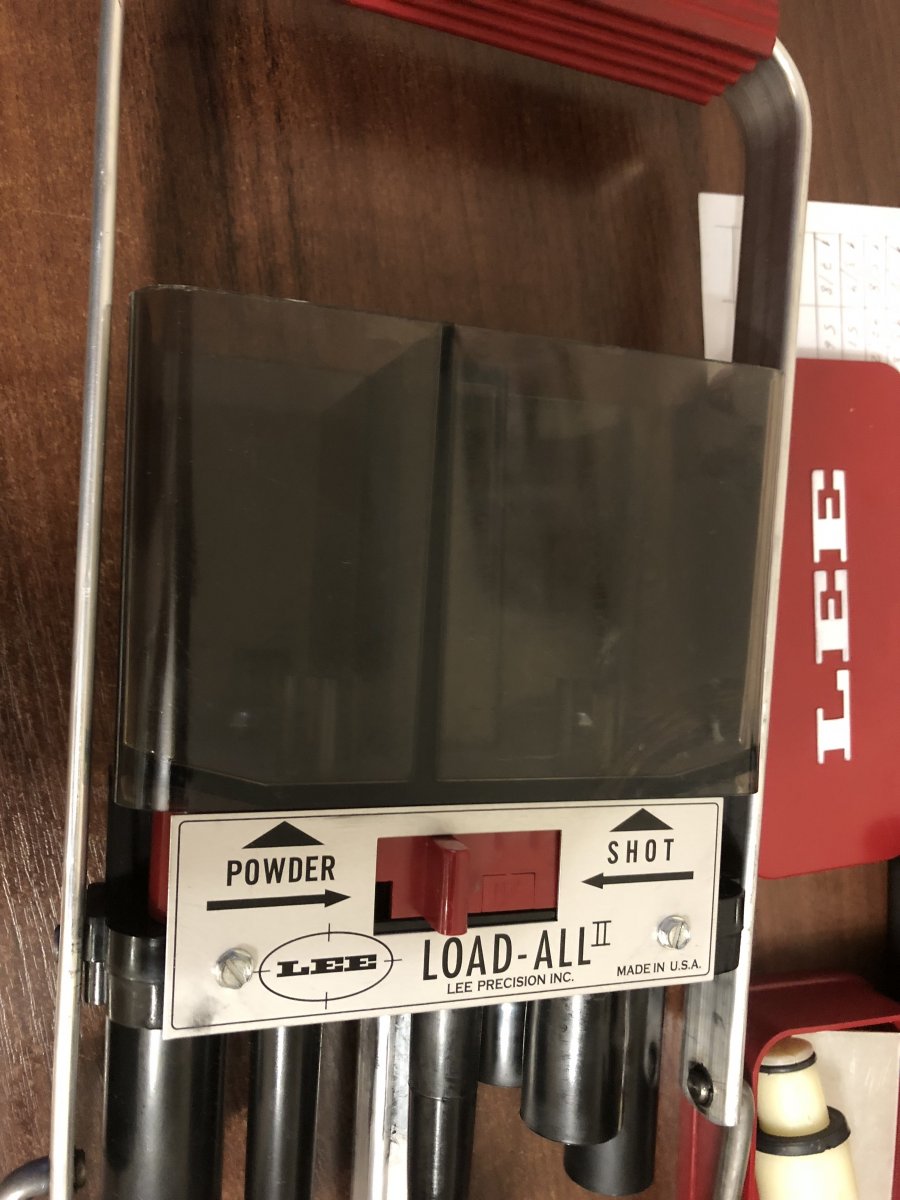 POWDER
SHOT
LEE
LOAD-ALL II
LEE PRECISION INC.
MADE IN U.S.A.
LEE